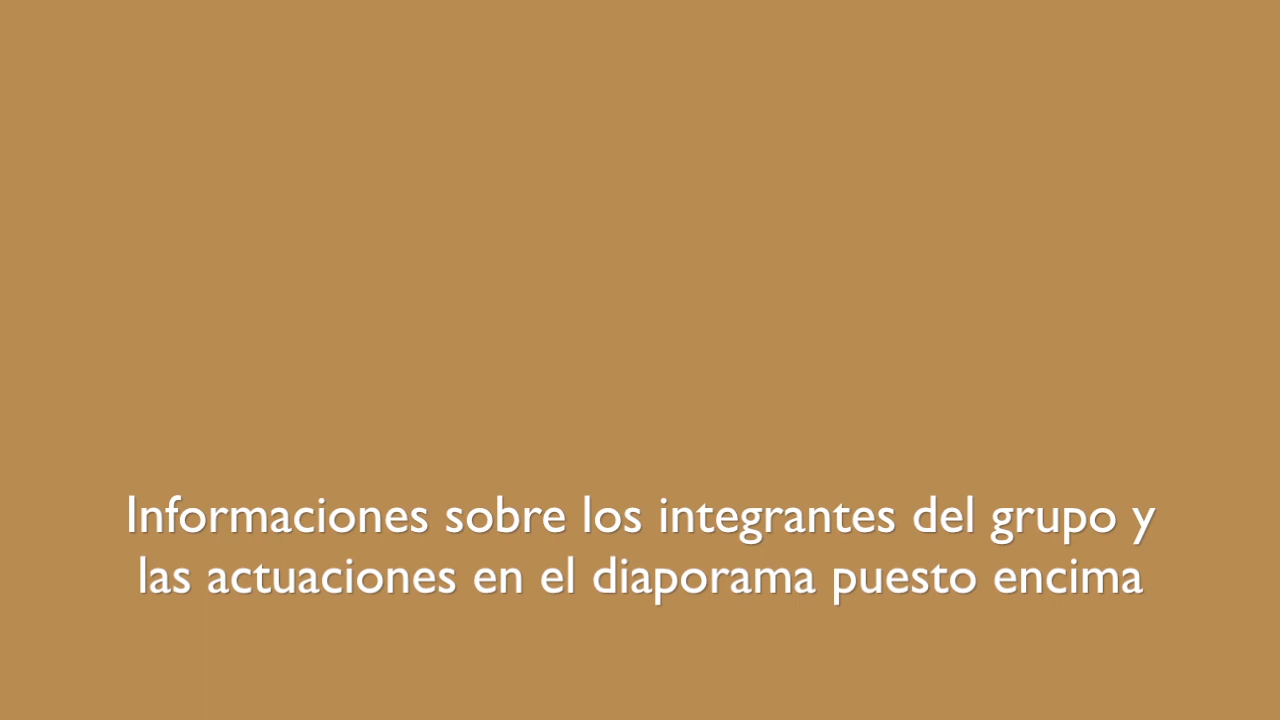 Informaciones sobre los integrantes del grupo y
las actuaciones en el diaporama puesto encima